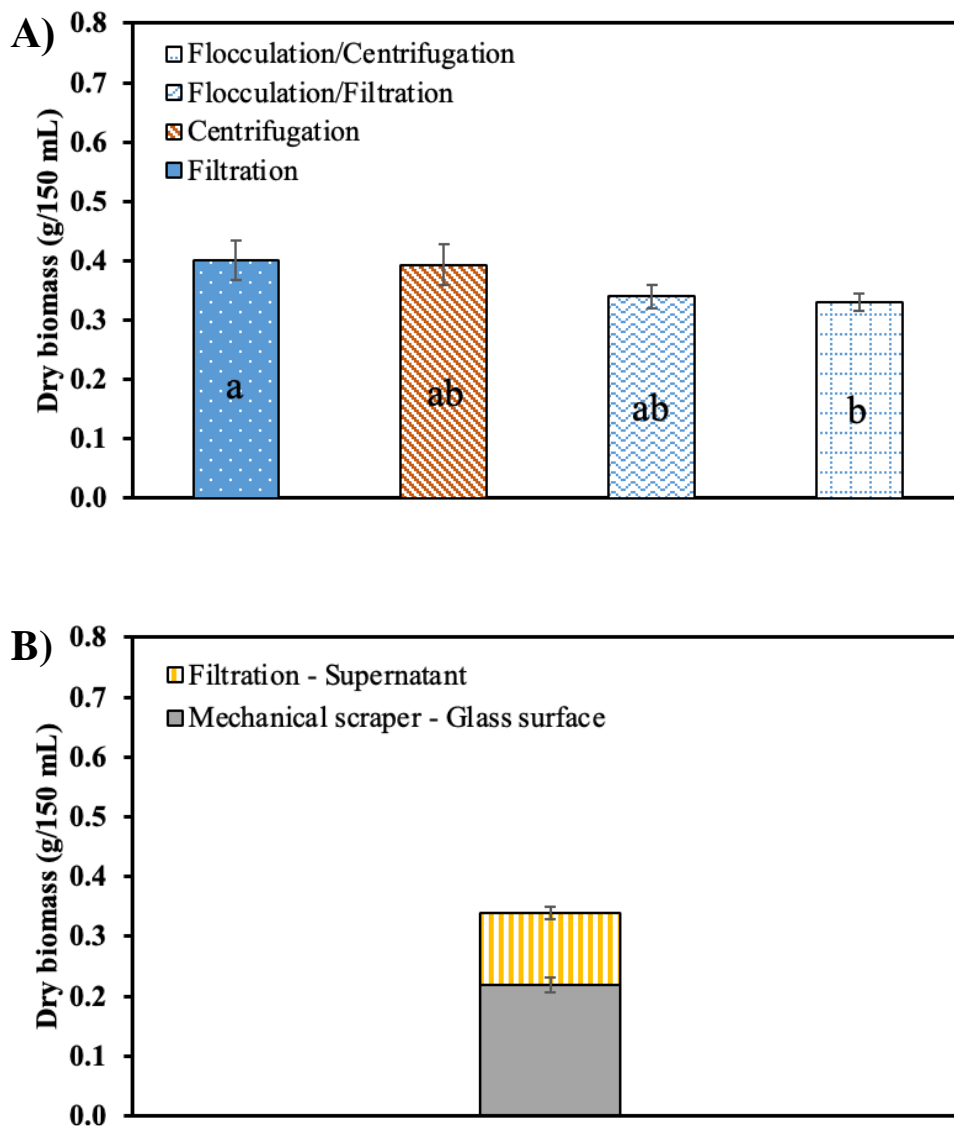 A)
Dry biomass (g/150 mL)
0.8
0.7
0.6
0.5
0.4
0.3
0.2
0.1
0.0
Flocculation/Centrifugation
Flocculation/Filtration
Centrifugation
Filtration
a
ab
ab
b
B)
Dry biomass (g/150 mL)
0.8
0.7
0.6
0.5
0.4
0.3
0.2
0.1
0.0
Filtration - Supernatant
Mechanical scraper - Glass surface